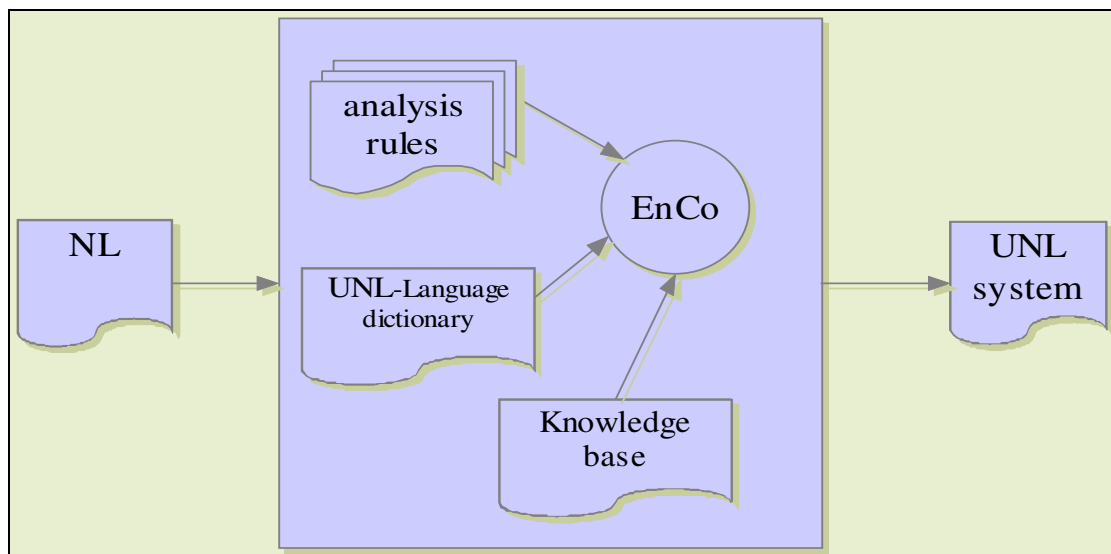 NL
analysis
rules
EnCo
UNL-Language
dictionary
Knowledge
base
UNL
system